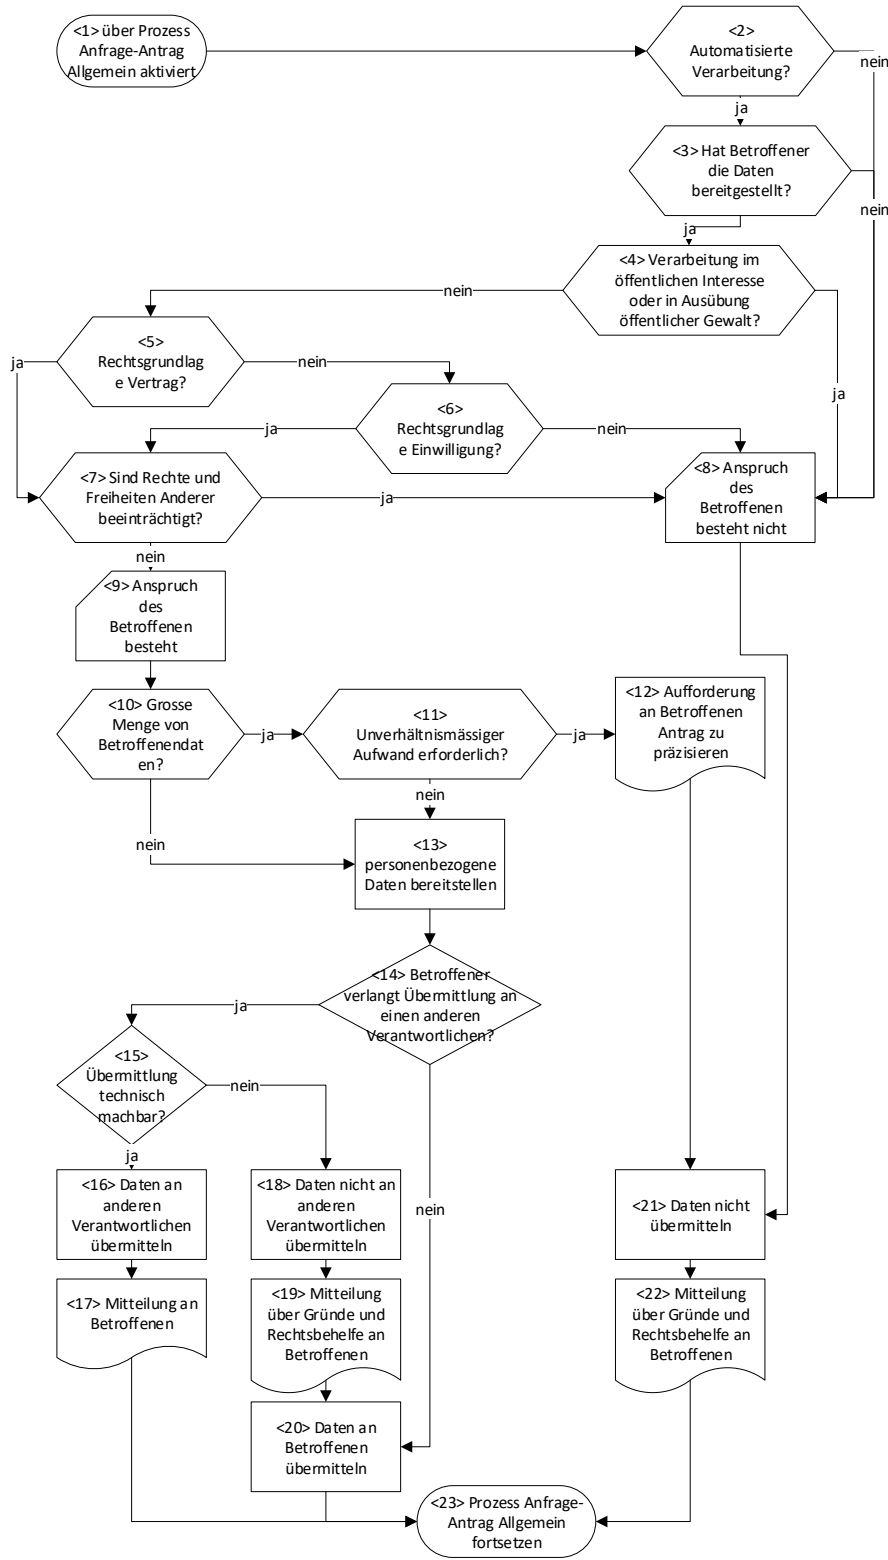 <1> über Prozess
Anfrage-Antrag
Allgemein aktiviert
<2>
Automatisierte
Verarbeitung?
nein
ja
<3> Hat Betroffener
die Daten
bereitgestellt?
nein
ja
<4> Verarbeitung im
öffentlichen Interesse
oder in Ausübung
öffentlicher Gewalt?
nein
ja
<5>
Rechtsgrundlag
e Vertrag?
ja
nein
<6>
Rechtsgrundlag
e Einwilligung?
ja
nein
<7> Sind Rechte und
Freiheiten Anderer
beeinträchtigt?
ja
nein
<8> Anspruch
des
Betroffenen
besteht nicht
<9> Anspruch
des
Betroffenen
besteht
<10> Grosse
Menge von
Betroffenendat
en?
ja
nein
<11>
Unverhältnismässiger
Aufwand erforderlich?
ja
nein
<12> Aufforderung
an Betroffenen
Antrag zu
präzisieren
<13>
personenbezogene
Daten bereitstellen
<14> Betroffener
verlangt Übermittlung an
einen anderen
Verantwortlichen?
ja
nein
<15>
Übermittlung
technisch
machbar?
nein
ja
<16> Daten an
anderen
Verantwortlichen
übermitteln
<17> Mitteilung an
Betroffenen
<18> Daten nicht an
anderen
Verantwortlichen
übermitteln
<19> Mitteilung
über Gründe und
Rechtsbehelfe an
Betroffenen
<20> Daten an
Betroffenen
übermitteln
<21> Daten nicht
übermitteln
<22> Mitteilung
über Gründe und
Rechtsbehelfe an
Betroffenen
<23> Prozess Anfrage-
Antrag Allgemein
fortsetzen